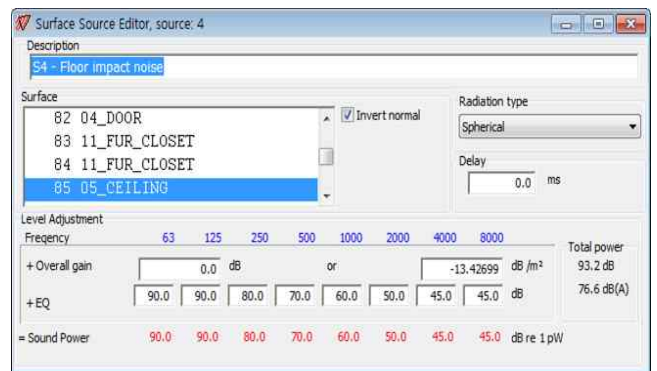 Surface Source Editor, source: 4
Description
S4 - Floor impact noise
Surface
82 04_DOOR
83 11_FUR_CLOSET
84 11_FUR_CLOSET
85 05_CEILING
Invert normal
Radiation type
Spherical
Delay
0.0 ms
Level Adjustment
Freqency 63 125 250 500 1000 2000 4000 8000 Total power
+ Overall gain 0.0 dB or -13.42699 dB /m² 93.2 dB
+ EQ 90.0 90.0 80.0 70.0 60.0 50.0 45.0 45.0 dB 76.6 dB(A)
= Sound Power 90.0 90.0 80.0 70.0 60.0 50.0 45.0 45.0 dB re 1 pW